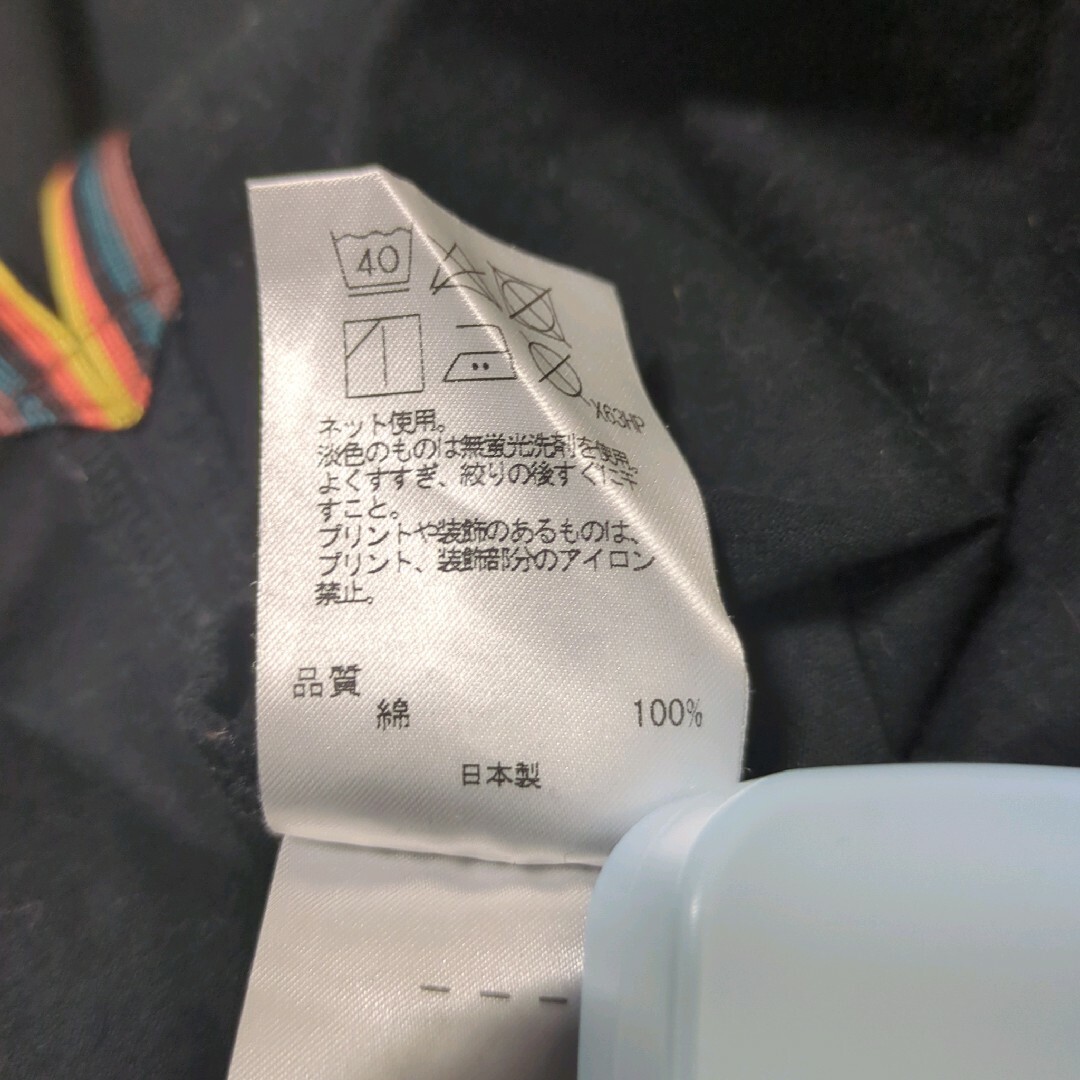 40
X63HP
ネット使用。
淡色のものは無蛍光洗剤を使用。
よくすすぎ、絞りの後すぐに干
すこと。
プリントや装飾のあるものは、
プリント、装飾部分のアイロン
禁止。
品質
綿 100%
日本製